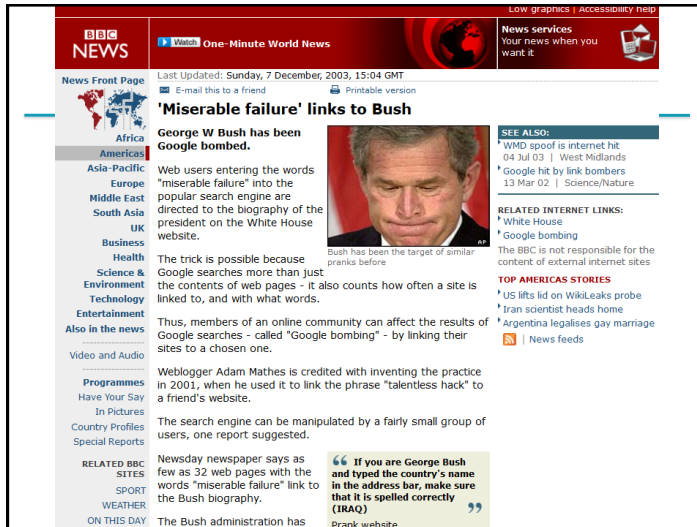 Low graphics | Accessibility help
BBC
NEWS
Watch One-Minute World News
News services
Your news when you
want it
News Front Page
Africa
Americas
Asia-Pacific
Europe
Middle East
South Asia
UK
Business
Health
Science &
Environment
Technology
Entertainment
Also in the news
Video and Audio
Programmes
Have Your Say
In Pictures
Country Profiles
Special Reports
RELATED BBC
SITES
SPORT
WEATHER
ON THIS DAY
Last Updated: Sunday, 7 December, 2003, 15:04 GMT
E-mail this to a friend
Printable version
'Miserable failure' links to Bush
George W Bush has been
Google bombed.
Web users entering the words
"miserable failure" into the
popular search engine are
directed to the biography of the
president on the White House
website.
The trick is possible because
Google searches more than just
the contents of web pages - it also counts how often a site is
linked to, and with what words.
AP
Bush has been the target of similar
pranks before
Thus, members of an online community can affect the results of
Google searches - called "Google bombing" - by linking their
sites to a chosen one.
Weblogger Adam Mathes is credited with inventing the practice
in 2001, when he used it to link the phrase "talentless hack" to
a friend's website.
The search engine can be manipulated by a fairly small group of
users, one report suggested.
Newsday newspaper says as
few as 32 web pages with the
words "miserable failure" link to
the Bush biography.
The Bush administration has
“ If you are George Bush
and typed the country's name
in the address bar, make sure
that it is spelled correctly
(IRAQ) ”
Prank website
SEE ALSO:
WMD spoof is internet hit
04 Jul 03 | West Midlands
Google hit by link bombers
13 Mar 02 | Science/Nature
RELATED INTERNET LINKS:
White House
Google bombing
The BBC is not responsible for the
content of external internet sites
TOP AMERICAS STORIES
US lifts lid on WikiLeaks probe
Iran scientist heads home
Argentina legalises gay marriage
News feeds